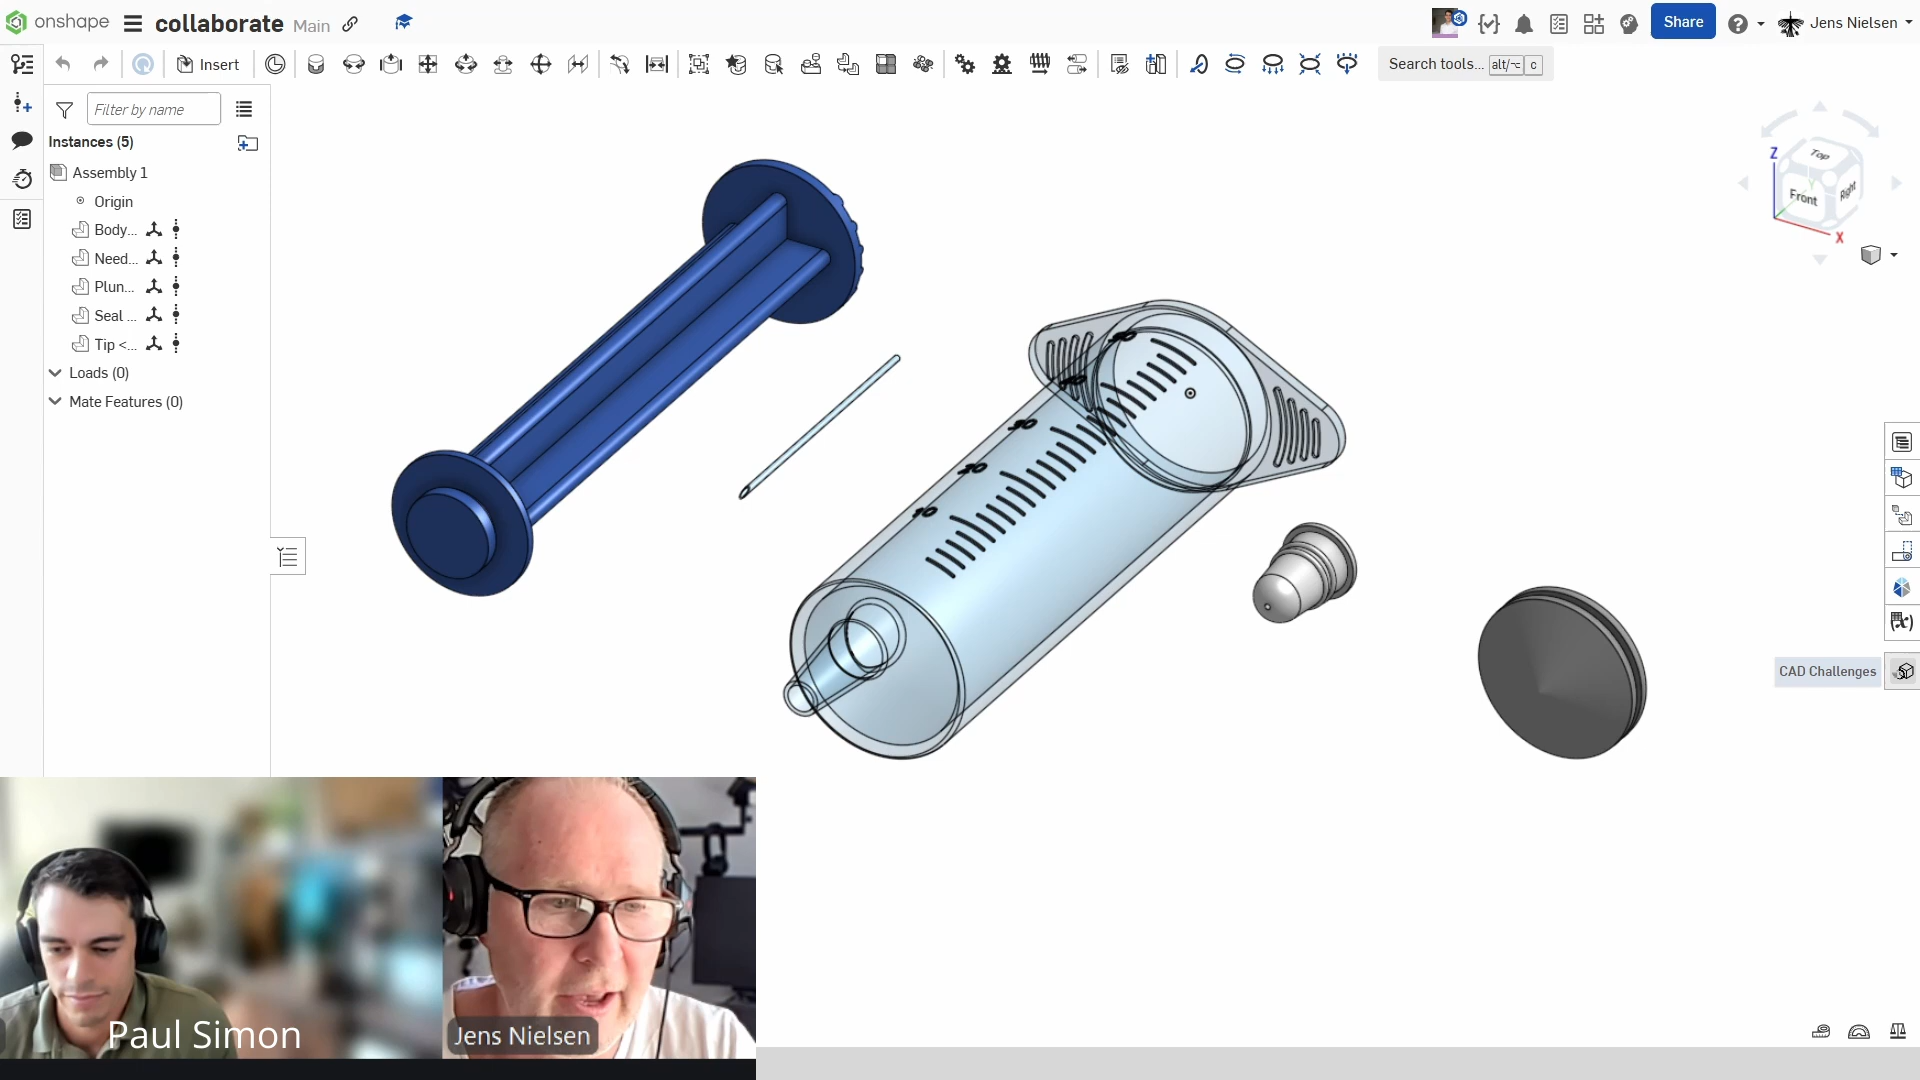 onshape
collaborate Main
Share
Jens Nielsen
Insert
Search tools... alt/⌥ c
Filter by name
Instances (5)
Assembly 1
Origin
Body...
Need...
Plun...
Seal ...
Tip <...
Loads (0)
Mate Features (0)
50
40
30
20
10
Z
Top
Front
Right
Y
X
(x)
CAD Challenges
Paul Simon
Jens Nielsen